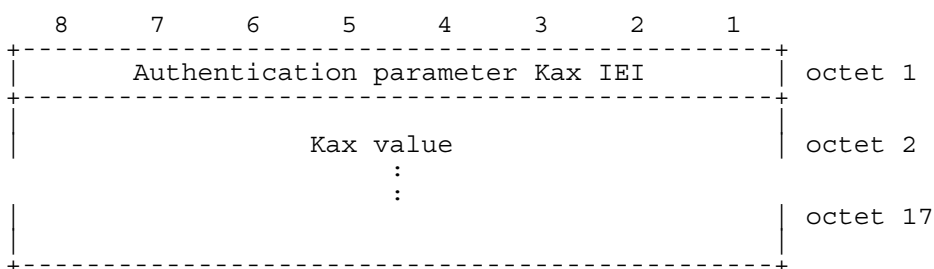 8 7 6 5 4 3 2 1
Authentication parameter Kax IEI octet 1
Kax value octet 2
:
:
octet 17